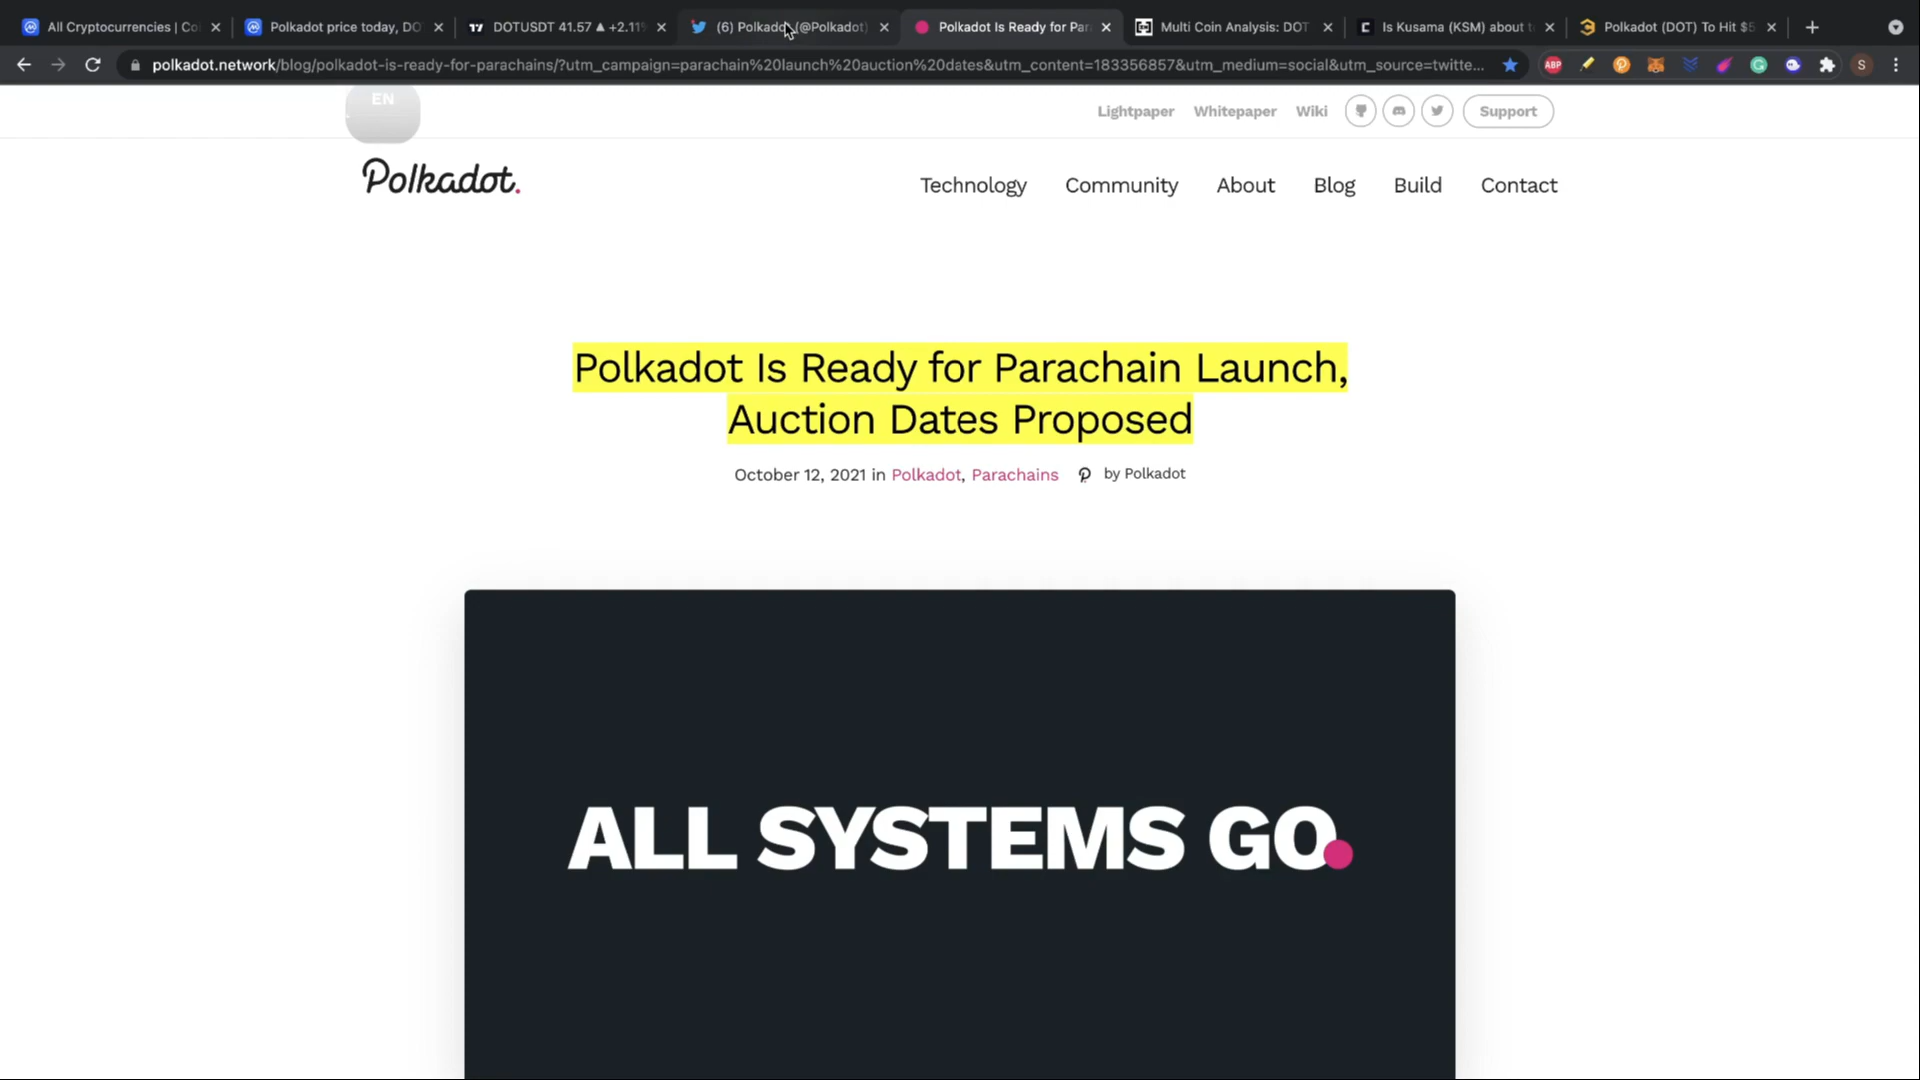 All Cryptocurrencies | Co
Polkadot price today, DO
DOTUSDT 41.57 ▲ +2.11%
(6) Polkadot (@Polkadot)
Polkadot Is Ready for Par
Multi Coin Analysis: DOT
Is Kusama (KSM) about t
Polkadot (DOT) To Hit $5
polkadot.network/blog/polkadot-is-ready-for-parachains/?utm_campaign=parachain%20launch%20auction%20dates&utm_content=183356857&utm_medium=social&utm_source=twitte...
ABP
S
EN
Lightpaper
Whitepaper
Wiki
Support
Polkadot.
Technology
Community
About
Blog
Build
Contact
Polkadot Is Ready for Parachain Launch,
Auction Dates Proposed
October 12, 2021 in Polkadot, Parachains by Polkadot
ALL SYSTEMS GO.